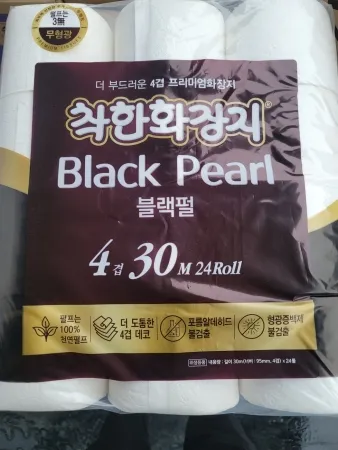 펄프는
3無
무형광
더 부드러운 4겹 프리미엄화장지
착한화장지®
Black Pearl
블랙펄
4겹 30M 24Roll
펄프는
100%
천연펄프
더 도톰한
4겹 데코
포름알데히드
불검출
형광증백제
불검출